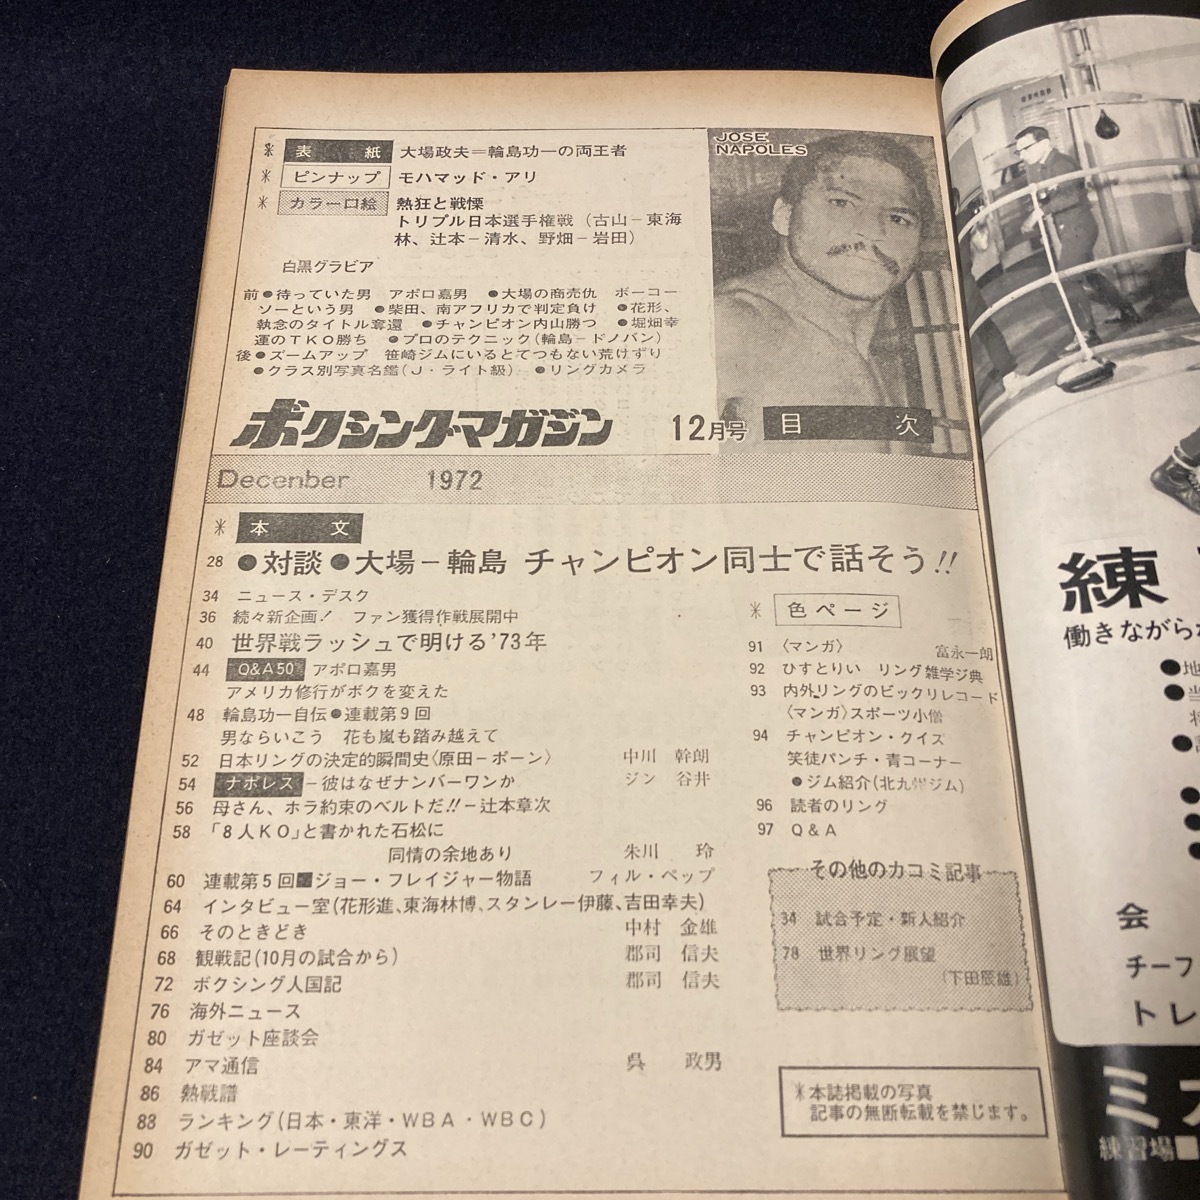 JOSE
NAPOLES
＊ 表紙 大場政夫＝輪島功一の両王者
＊ ピンナップ モハマッド・アリ
＊ カラー口絵 熱狂と戦慄
トリプル日本選手権戦（古山－東海
林、辻本－清水、野畑－岩田）
白黒グラビア
前●待っていた男 アポロ嘉男 ●大場の商売仇 ボーコー
ソーという男 ●柴田、南アフリカで判定負け ●花形、
執念のタイトル奪還 ●チャンピオン内山勝つ ●堀畑幸
運のTKO勝ち ●プロのテクニック（輪島－ドノバン）
後●ズームアップ 笹崎ジムにいるとてつもない荒けずり
●クラス別写真名鑑（J・ライト級） ●リングカメラ
ボクシング・マガジン 12月号 目次
Decenber 1972
＊ 本文
28 ●対談●大場－輪島 チャンピオン同士で話そう!!
34 ニュース・デスク
36 続々新企画！ ファン獲得作戦展開中
40 世界戦ラッシュで明ける'73年
44 Q&A50 アポロ嘉男
アメリカ修行がボクを変えた
48 輪島功一自伝●連載第9回
男ならいこう 花も嵐も踏み越えて
52 日本リングの決定的瞬間史〈原田－ポーン〉 中川 幹朗
54 ナポレス－彼はなぜナンバーワンか ジン 谷井
56 母さん、ホラ約束のベルトだ!!－辻本章次
58 「8人KO」と書かれた石松に
同情の余地あり 朱川 玲
60 連載第5回■ジョー・フレイジャー物語 フィル・ペップ
64 インタビュー室（花形進、東海林博、スタンレー伊藤、吉田幸夫）
66 そのときどき 中村 金雄
68 観戦記（10月の試合から） 郡司 信夫
72 ボクシング人国記 郡司 信夫
76 海外ニュース
80 ガゼット座談会
84 アマ通信 呉 政男
86 熱戦譜
88 ランキング（日本・東洋・WBA・WBC）
90 ガゼット・レーティングス
＊ 色ページ
91 〈マンガ〉 富永一朗
92 ひすとりい リング雑学ジ典
93 内外リングのビックリレコード
〈マンガ〉スポーツ小僧
94 チャンピオン・クイズ
笑徒パンチ・青コーナー
●ジム紹介（北九州ジム）
96 読者のリング
97 Q&A
その他のカコミ記事
34 試合予定・新人紹介
78 世界リング展望
（下田辰雄）
＊本誌掲載の写真
記事の無断転載を禁じます。
練
働きながら
●地
●当
会
チーフ
トレ
ミ
練習場■